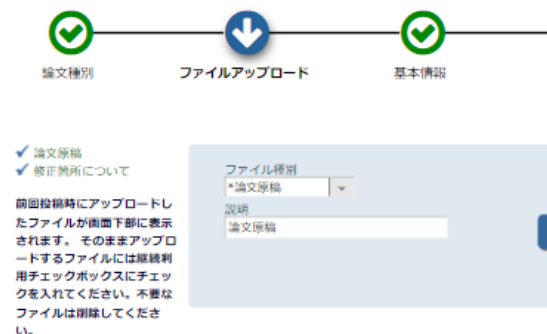 論文種別
ファイルアップロード
基本情報
論文原稿
修正箇所について
前回投稿時にアップロードし
たファイルが画面下部に表示
されます。 そのままアップロ
ードするファイルには継続利
用チェックボックスにチェッ
クを入れてください。不要な
ファイルは削除してくださ
い。
ファイル種別
*論文原稿
説明
論文原稿